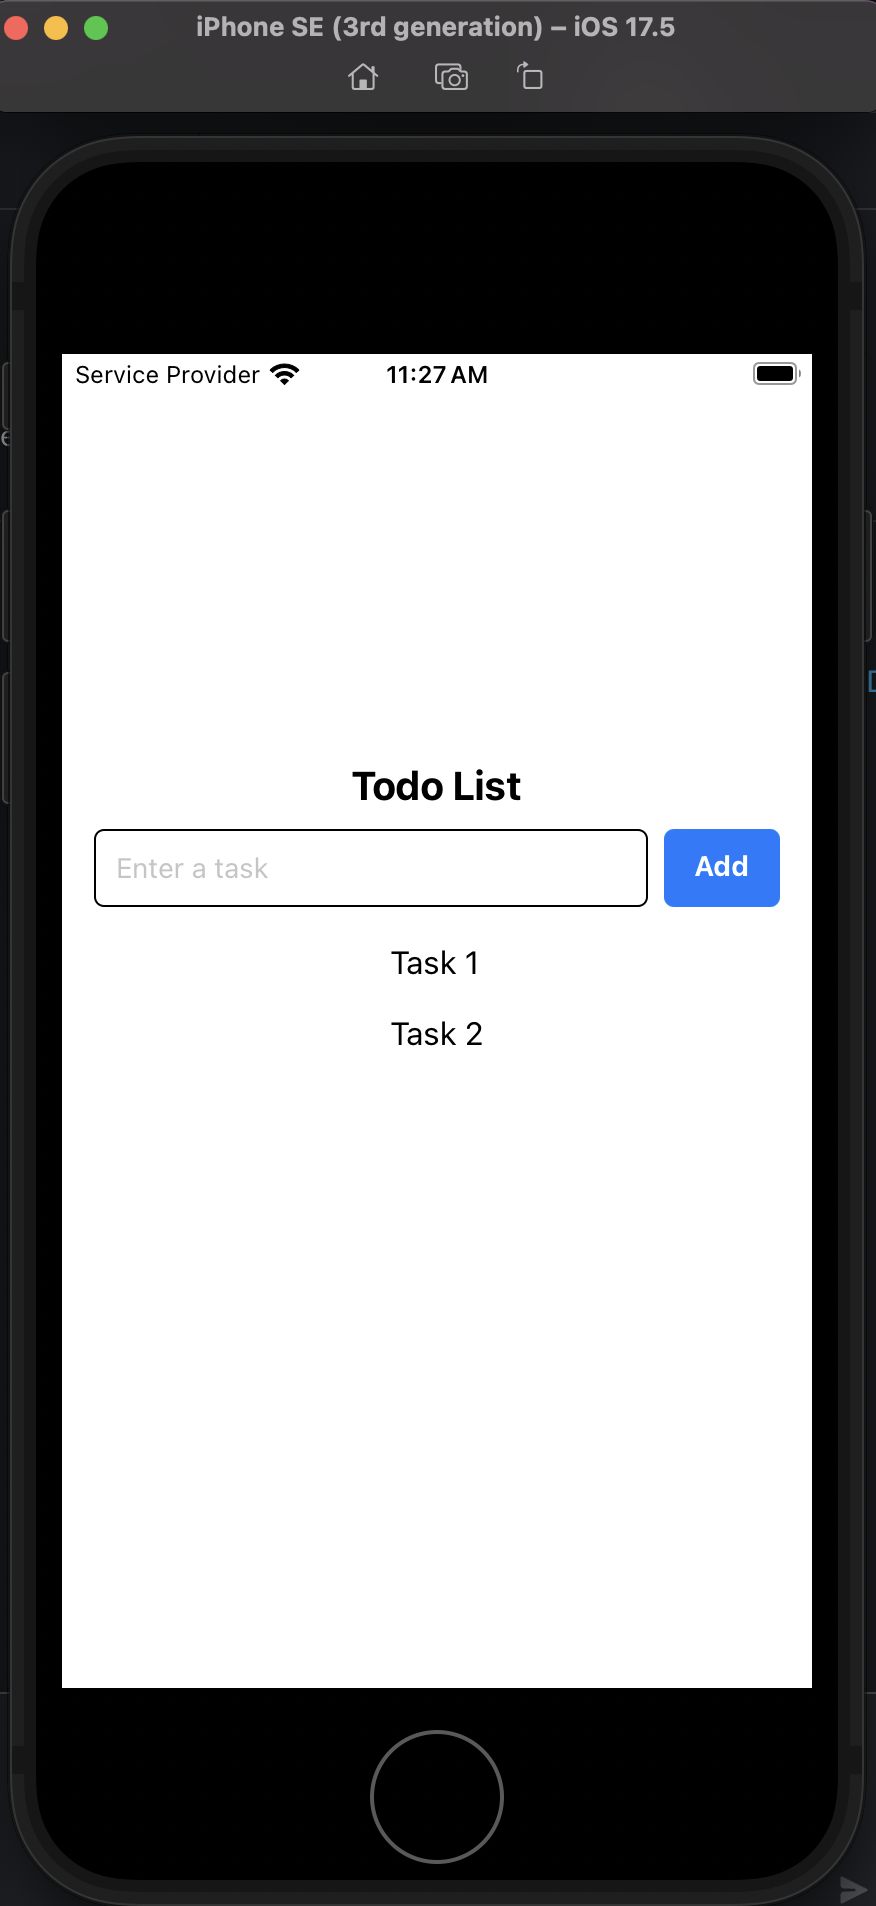 iPhone SE (3rd generation) – iOS 17.5
Service Provider 11:27 AM
Todo List
Enter a task Add
Task 1
Task 2